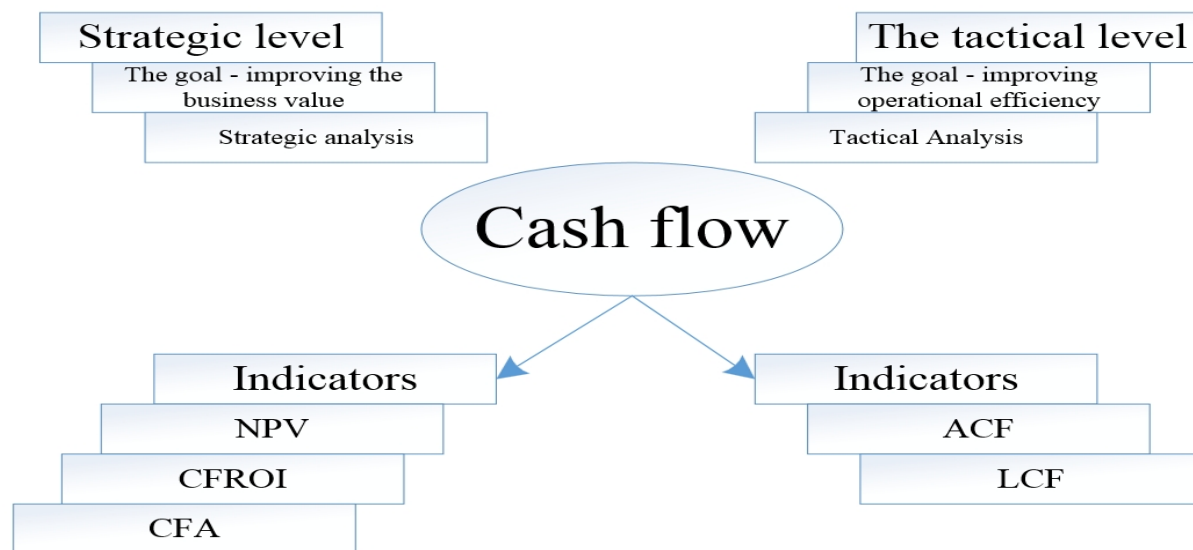 Strategic level
The goal - improving the
business value
Strategic analysis
The tactical level
The goal - improving
operational efficiency
Tactical Analysis
Cash flow
Indicators
NPV
CFROI
CFA
Indicators
ACF
LCF